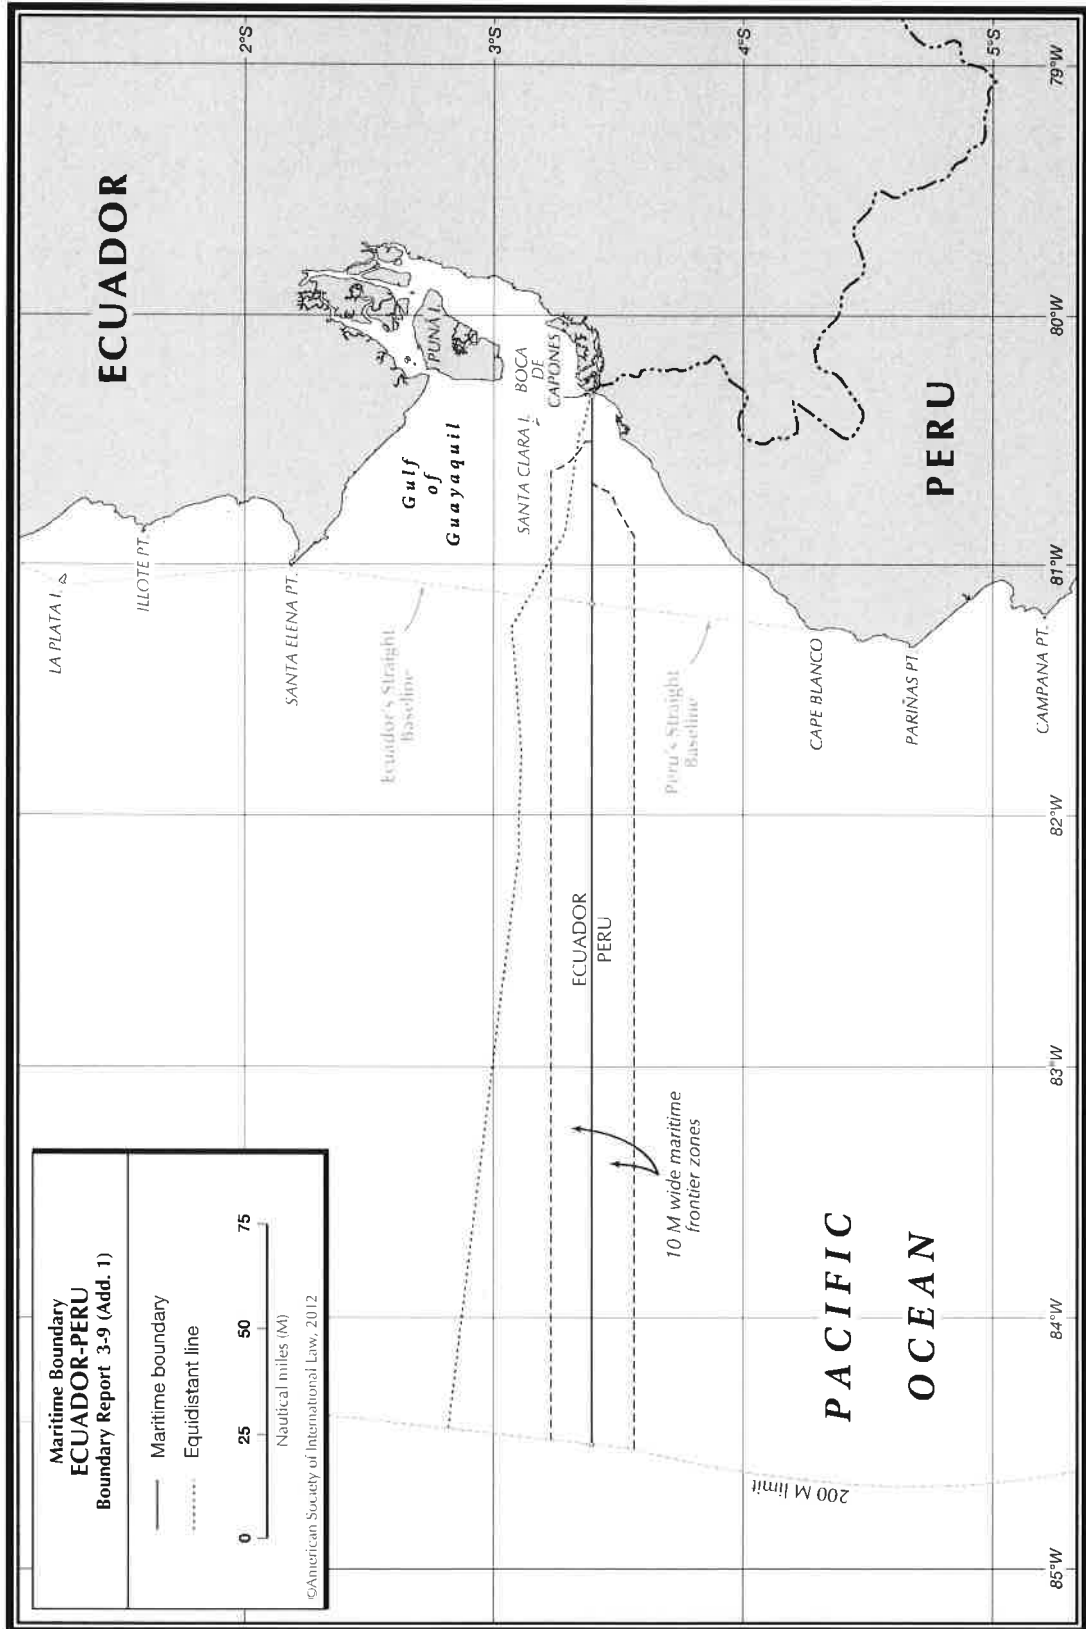 Maritime Boundary
ECUADOR-PERU
Boundary Report 3-9 (Add. 1)
Maritime boundary
Equidistant line
0
25
50
75
Nautical miles (M)
©American Society of International Law, 2012
ECUADOR
PERU
PACIFIC
OCEAN
Gulf
of
Guayaquil
LA PLATA I.
ILLOTE PT.
SANTA ELENA PT.
PUNÁ I.
SANTA CLARA I.
BOCA
DE
CAPONES
Ecuador's Straight
Baseline
Peru's Straight
Baseline
CAPE BLANCO
PARIÑAS PT.
CAMPANA PT.
ECUADOR
PERU
10 M wide maritime
frontier zones
200 M limit
2°S
3°S
4°S
5°S
85°W
84°W
83°W
82°W
81°W
80°W
79°W